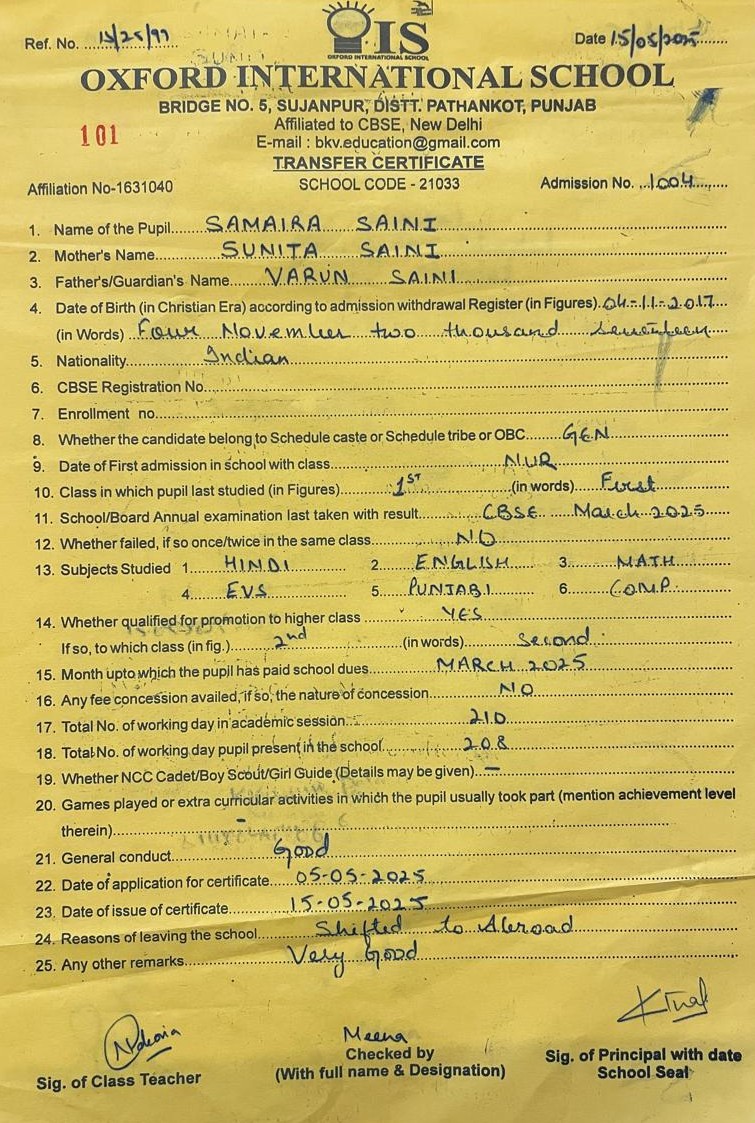 Ref. No. 15/25/97
Date 15/05/2025
OIS
OXFORD INTERNATIONAL SCHOOL
OXFORD INTERNATIONAL SCHOOL
BRIDGE NO. 5, SUJANPUR, DISTT. PATHANKOT, PUNJAB
101
Affiliated to CBSE, New Delhi
E-mail : bkv.education@gmail.com
TRANSFER CERTIFICATE
Affiliation No-1631040 SCHOOL CODE - 21033 Admission No. 1004
1. Name of the Pupil SAMAIRA SAINI
2. Mother's Name SUNITA SAINI
3. Father's/Guardian's Name VARUN SAINI
4. Date of Birth (in Christian Era) according to admission withdrawal Register (in Figures) 04-11-2017
(in Words) Four November two thousand seventeen
5. Nationality Indian
6. CBSE Registration No.
7. Enrollment no
8. Whether the candidate belong to Schedule caste or Schedule tribe or OBC GEN
9. Date of First admission in school with class NUR
10. Class in which pupil last studied (in Figures) 1ST (in words) First
11. School/Board Annual examination last taken with result CBSE March 2025
12. Whether failed, if so once/twice in the same class NO
13. Subjects Studied 1. HINDI 2. ENGLISH 3. MATH
4. EVS 5. PUNJABI 6. COMP.
14. Whether qualified for promotion to higher class YES
If so, to which class (in fig.) 2nd (in words) Second
15. Month upto which the pupil has paid school dues MARCH 2025
16. Any fee concession availed, if so, the nature of concession NO
17. Total No. of working day in academic session 210
18. Total No. of working day pupil present in the school 208
19. Whether NCC Cadet/Boy Scout/Girl Guide (Details may be given) —
20. Games played or extra curricular activities in which the pupil usually took part (mention achievement level
therein) -
21. General conduct Good
22. Date of application for certificate 05-05-2025
23. Date of issue of certificate 15-05-2025
24. Reasons of leaving the school Shifted to Abroad
25. Any other remarks Very Good
Meena
Sig. of Class Teacher
Checked by
(With full name & Designation)
Sig. of Principal with date
School Seal